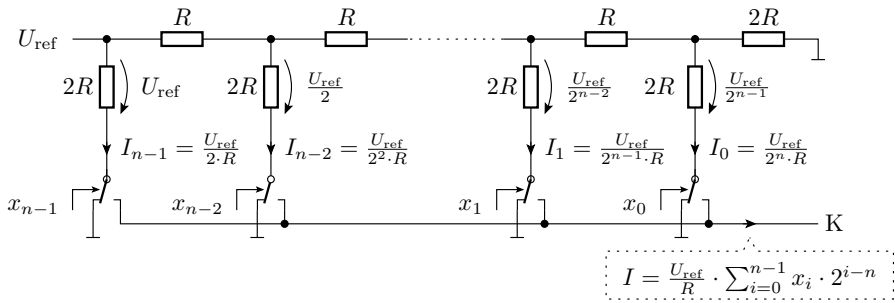 R R R 2R
U_ref
2R U_ref 2R U_ref/2 2R U_ref/2^{n-2} 2R U_ref/2^{n-1}
I_{n-1} = U_ref/(2·R) I_{n-2} = U_ref/(2^2·R) I_1 = U_ref/(2^{n-1}·R) I_0 = U_ref/(2^n·R)
x_{n-1} x_{n-2} x_1 x_0
K
I = U_ref/R · ∑_{i=0}^{n-1} x_i · 2^{i-n}